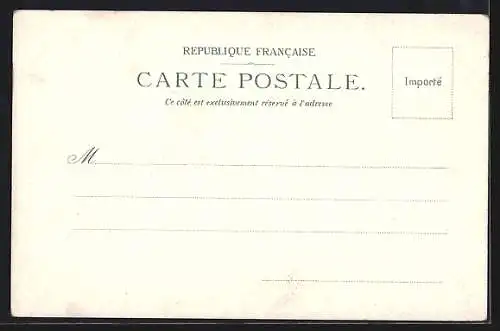 REPUBLIQUE FRANÇAISE
CARTE POSTALE.
Ce côté est exclusivement réservé à l'adresse
Importé
M